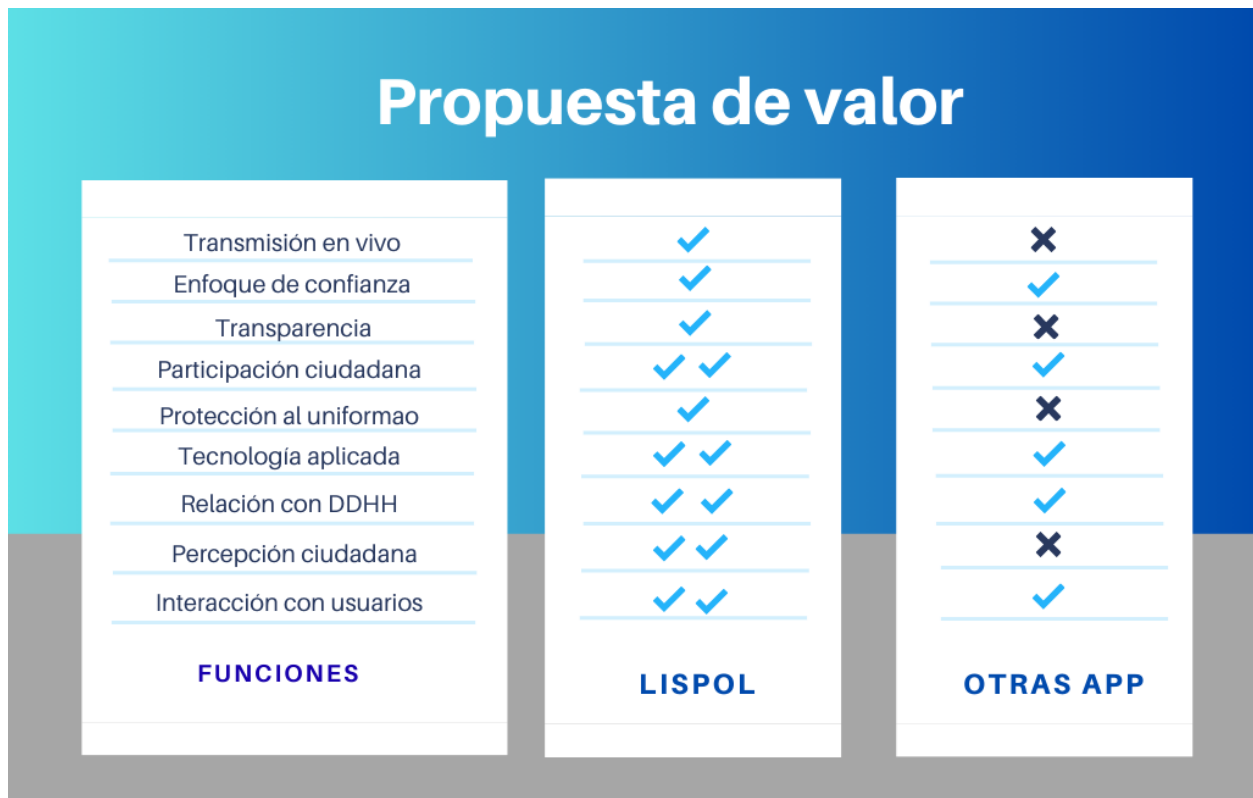 Propuesta de valor
Transmisión en vivo
Enfoque de confianza
Transparencia
Participación ciudadana
Protección al uniformao
Tecnología aplicada
Relación con DDHH
Percepción ciudadana
Interacción con usuarios
FUNCIONES
LISPOL
OTRAS APP